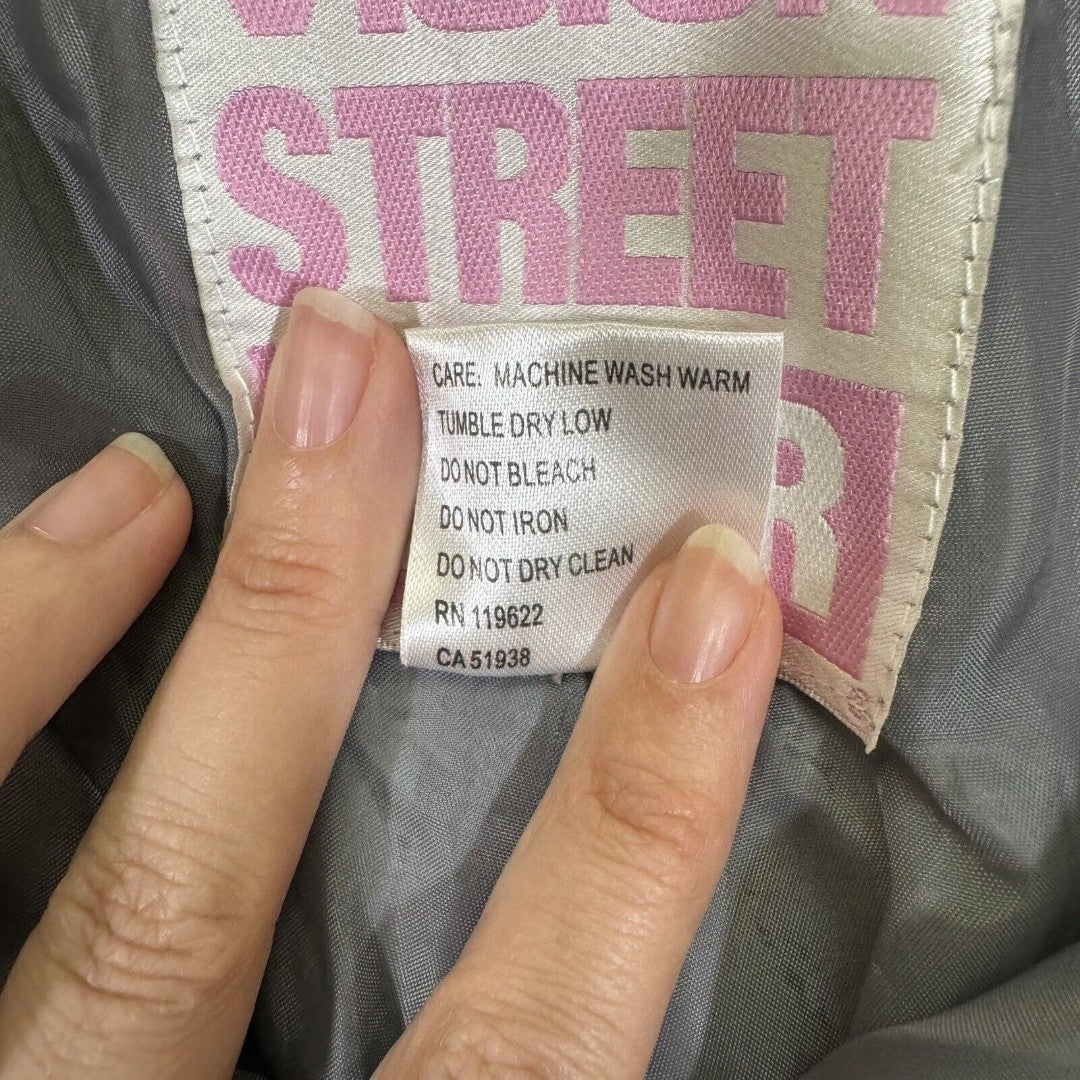 VISION
STREET
CARE: MACHINE WASH WARM
TUMBLE DRY LOW
DO NOT BLEACH
DO NOT IRON
DO NOT DRY CLEAN
RN 119622
CA 51938